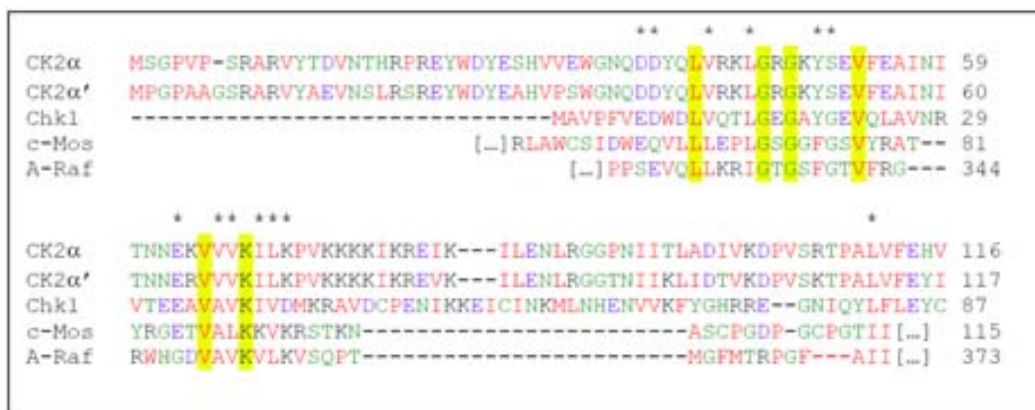 * * * * * *
CK2α MSGPVP-SRARVYTDVNTHRPREYWDYESHVVEWGNQDDYQLVRKLGRGKYSEVFEAINI 59
CK2α' MPGPAAGSRARVYAEVNSLRSREYWDYEAHVPSWGNQDDYQLVRKLGRGKYSEVFEAINI 60
Chk1 -------------------------------MAVPFVEDWDLVQTLGEGAYGEVQLAVNR 29
c-Mos […]RLAWCSIDWEQVLLLEPLGSGGFGSVYRAT-- 81
A-Raf […]PPSEVQLLKRIGTGSFGTVFRG--- 344
* ** *** *
CK2α TNNEKVVVKILKPVKKKKIKREIK---ILENLRGGPNIITLADIVKDPVSRTPALVFEHV 116
CK2α' TNNERVVVKILKPVKKKKIKREVK---ILENLRGGTNIIKLIDTVKDPVSKTPALVFEYI 117
Chk1 VTEEAVAVKIVDMKRAVDCPENIKKEICINKMLNHENVVKFYGHRRE--GNIQYLFLEYC 87
c-Mos YRGETVALKKVKRSTKN------------------------ASCPGDP-GCPGTII[…] 115
A-Raf RWHGDVAVKVLKVSQPT------------------------MGFMTRPGF---AII[…] 373